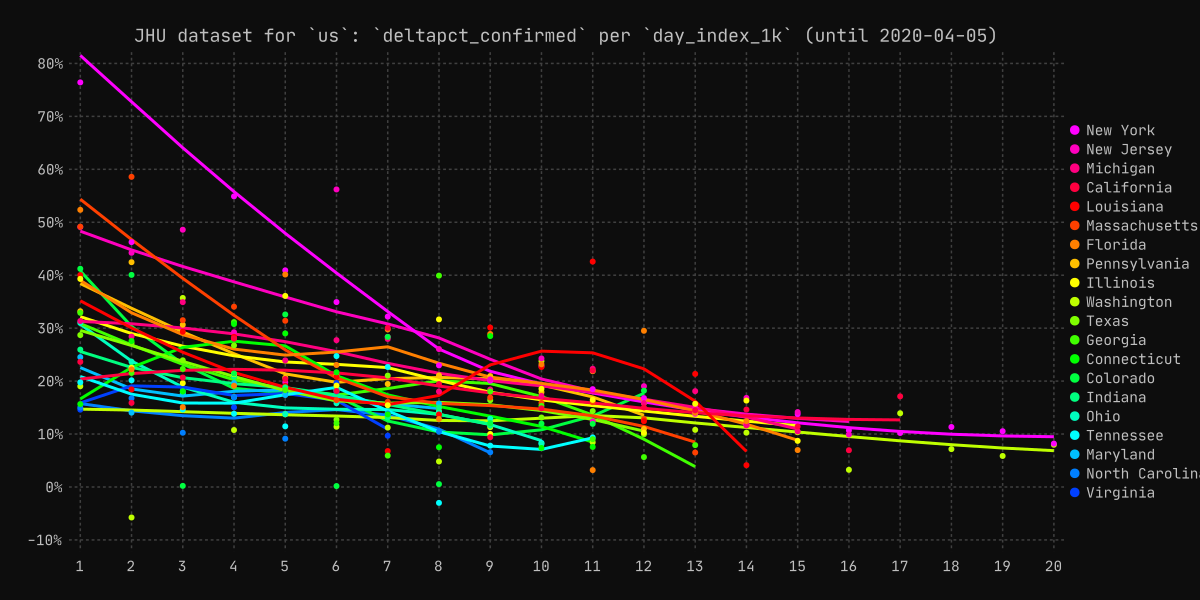 JHU dataset for `us`: `deltapct_confirmed` per `day_index_1k` (until 2020-04-05)
80%
70%
60%
50%
40%
30%
20%
10%
0%
-10%
1 2 3 4 5 6 7 8 9 10 11 12 13 14 15 16 17 18 19 20
New York
New Jersey
Michigan
California
Louisiana
Massachusetts
Florida
Pennsylvania
Illinois
Washington
Texas
Georgia
Connecticut
Colorado
Indiana
Ohio
Tennessee
Maryland
North Carolin
Virginia